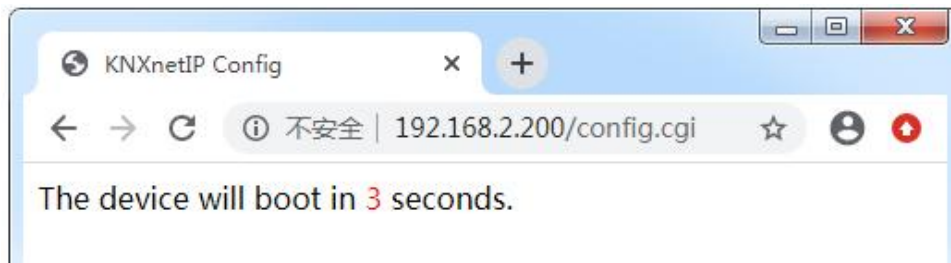 KNXnetIP Config
不安全 | 192.168.2.200/config.cgi
The device will boot in 3 seconds.